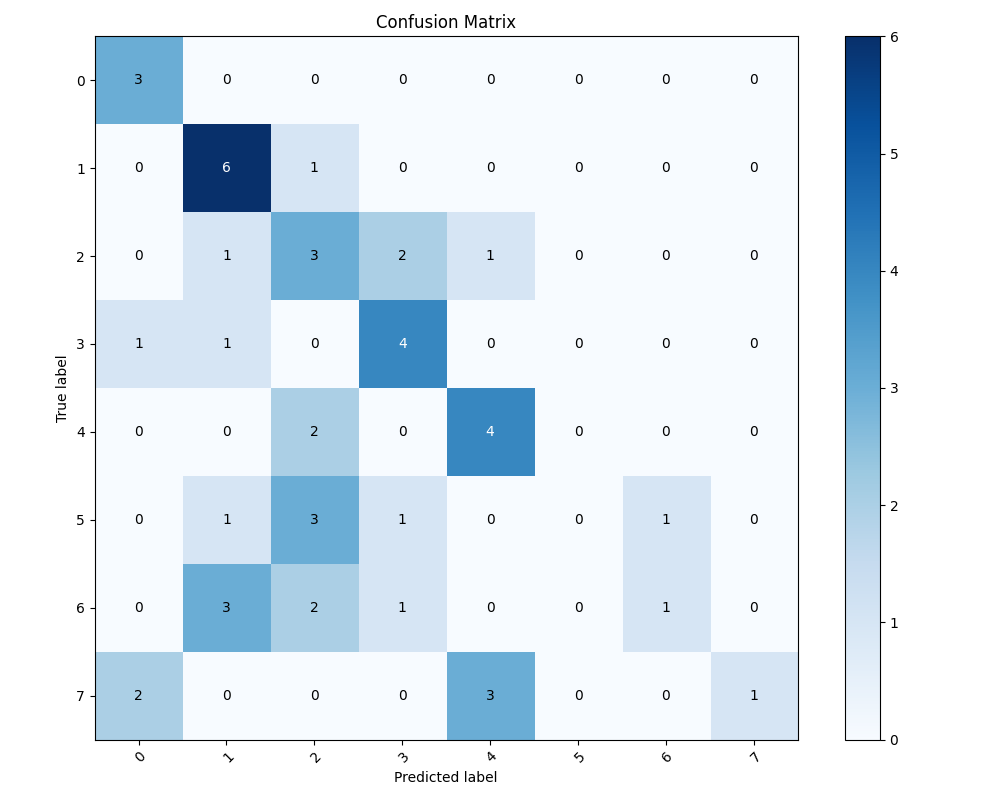 Confusion Matrix
0 3 0 0 0 0 0 0 0
1 0 6 1 0 0 0 0 0
2 0 1 3 2 1 0 0 0
3 1 1 0 4 0 0 0 0
4 0 0 2 0 4 0 0 0
5 0 1 3 1 0 0 1 0
6 0 3 2 1 0 0 1 0
7 2 0 0 0 3 0 0 1
0 1 2 3 4 5 6 7
True label
Predicted label
6
5
4
3
2
1
0